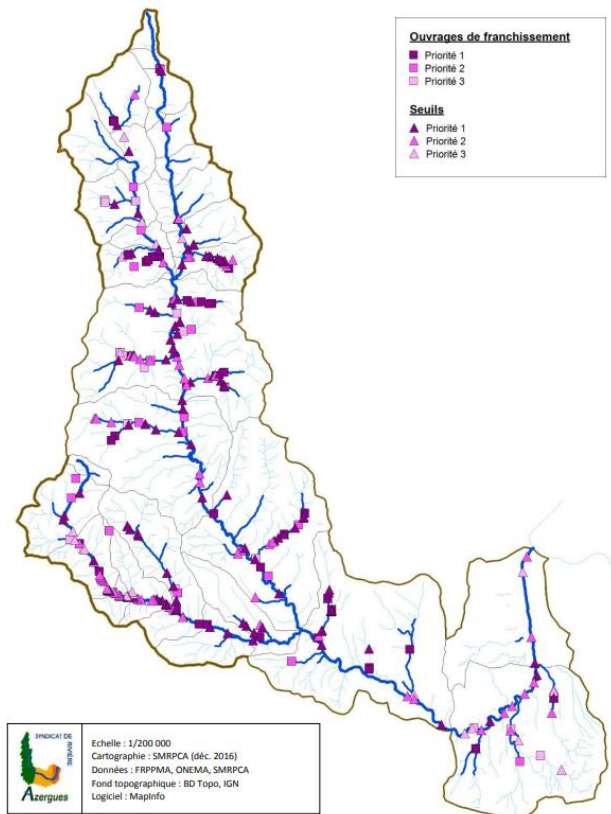 Ouvrages de franchissement
Priorité 1
Priorité 2
Priorité 3
Seuils
Priorité 1
Priorité 2
Priorité 3
SYNDICAT DE RIVIÈRE
Azergues
Echelle : 1/200 000
Cartographie : SMRPCA (déc. 2016)
Données : FRPPMA, ONEMA, SMRPCA
Fond topographique : BD Topo, IGN
Logiciel : MapInfo